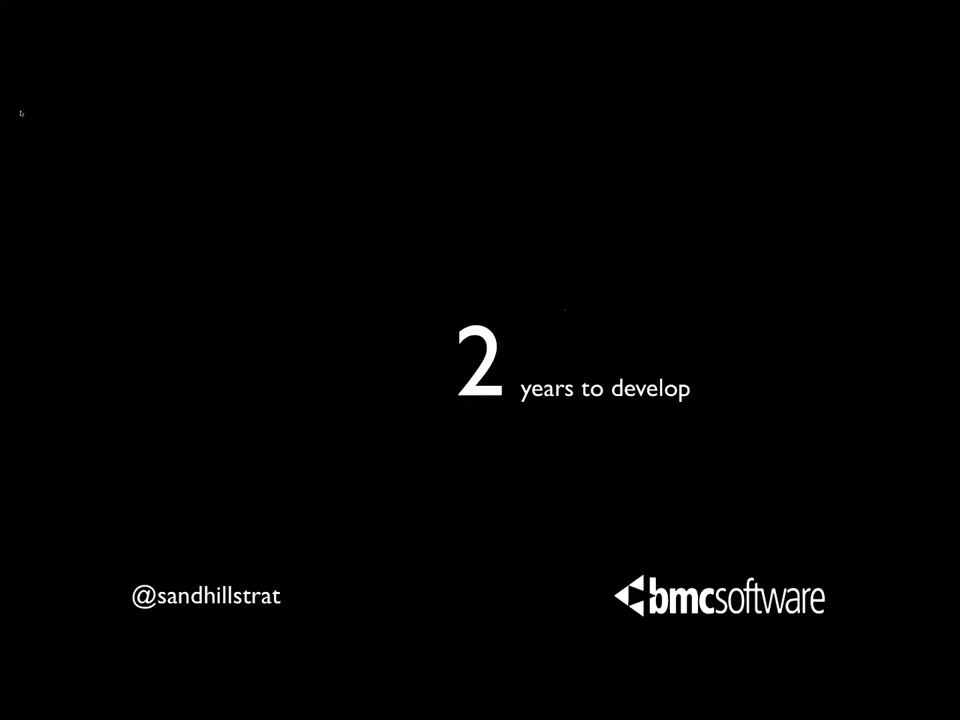 2 years to develop
@sandhillstrat
bmcsoftware